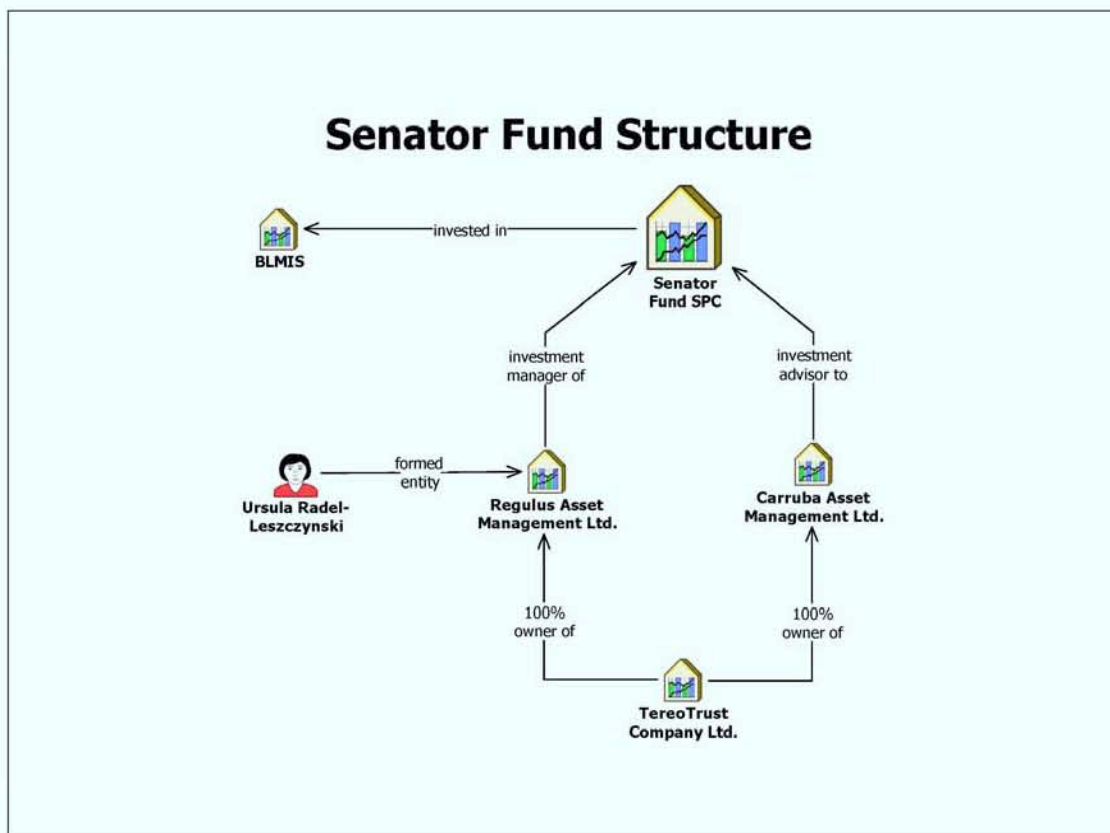 Senator Fund Structure
invested in
BLMIS
Senator
Fund SPC
investment
manager of
investment
advisor to
formed
entity
Ursula Radel-
Leszczynski
Regulus Asset
Management Ltd.
Carruba Asset
Management Ltd.
100%
owner of
100%
owner of
TereoTrust
Company Ltd.